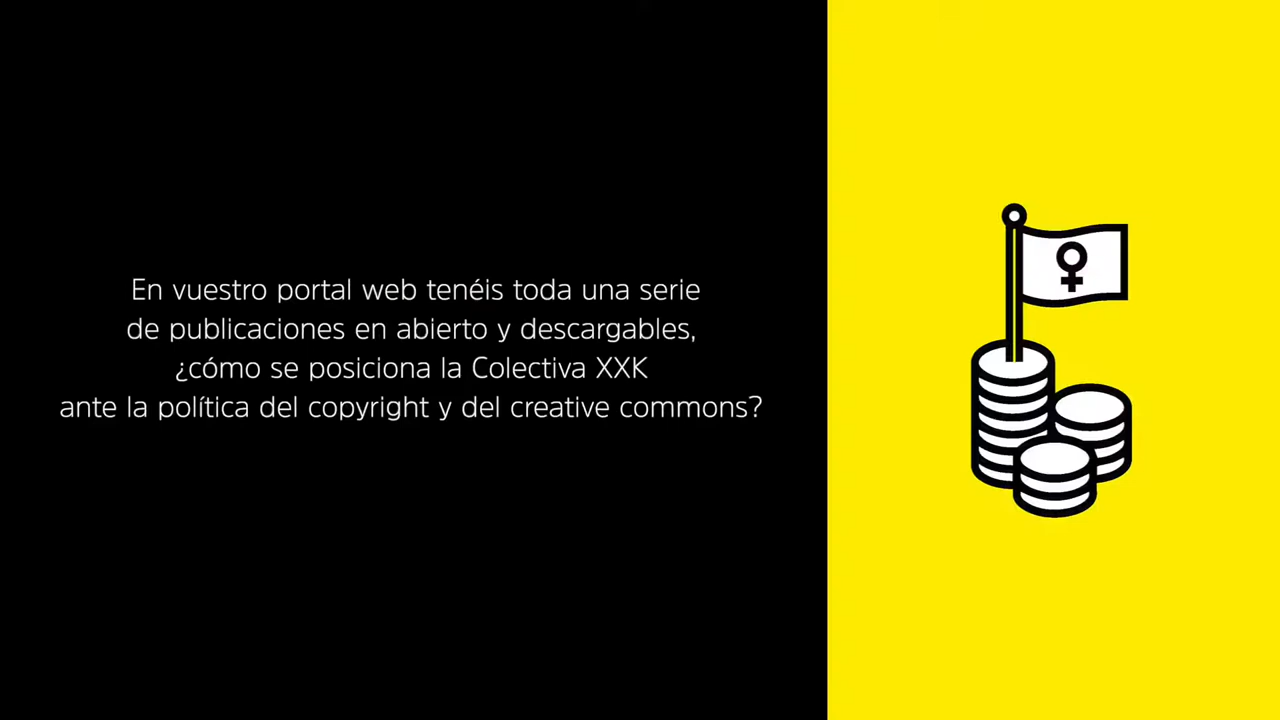 En vuestro portal web tenéis toda una serie
de publicaciones en abierto y descargables,
¿cómo se posiciona la Colectiva XXK
ante la política del copyright y del creative commons?